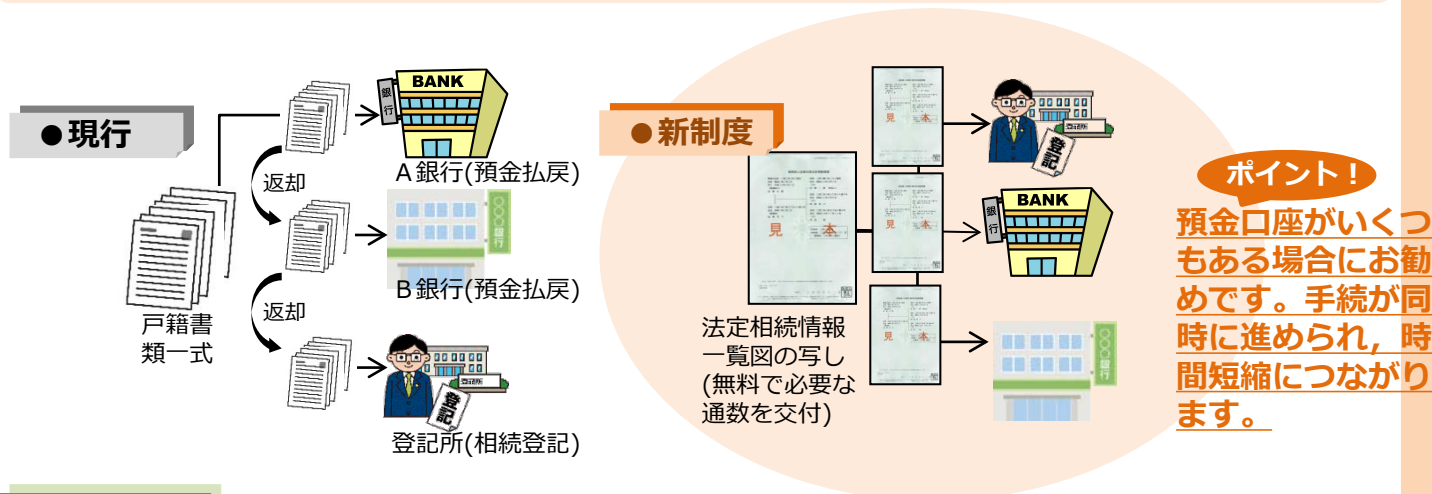 ●現行
BANK
銀行
A銀行(預金払戻)
返却
〇〇〇銀行
B銀行(預金払戻)
返却
戸籍書
類一式
登記所
登記
登記所(相続登記)
●新制度
見本
法定相続情報
一覧図の写し
(無料で必要な
通数を交付)
見本
登記所
登記
見本
BANK
銀行
見本
〇〇〇銀行
ポイント！
預金口座がいくつ
もある場合にお勧
めです。手続が同
時に進められ，時
間短縮につながり
ます。